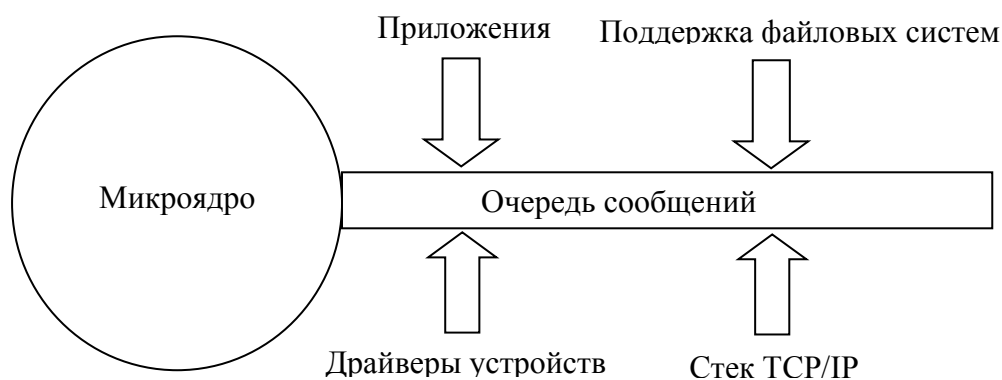 Приложения
Поддержка файловых систем
Микроядро
Очередь сообщений
Драйверы устройств
Стек TCP/IP